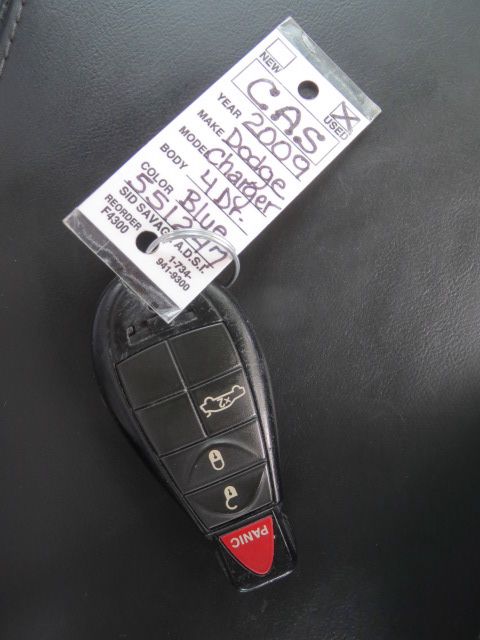 NEW
USED
CAS
YEAR 2009
MAKE Dodge
MODEL Charger
BODY 4 Dr.
COLOR Blue
551247
SID SAVAGE A.D.S.I.
REORDER 1-734-
F4300 941-9300
2X
PANIC